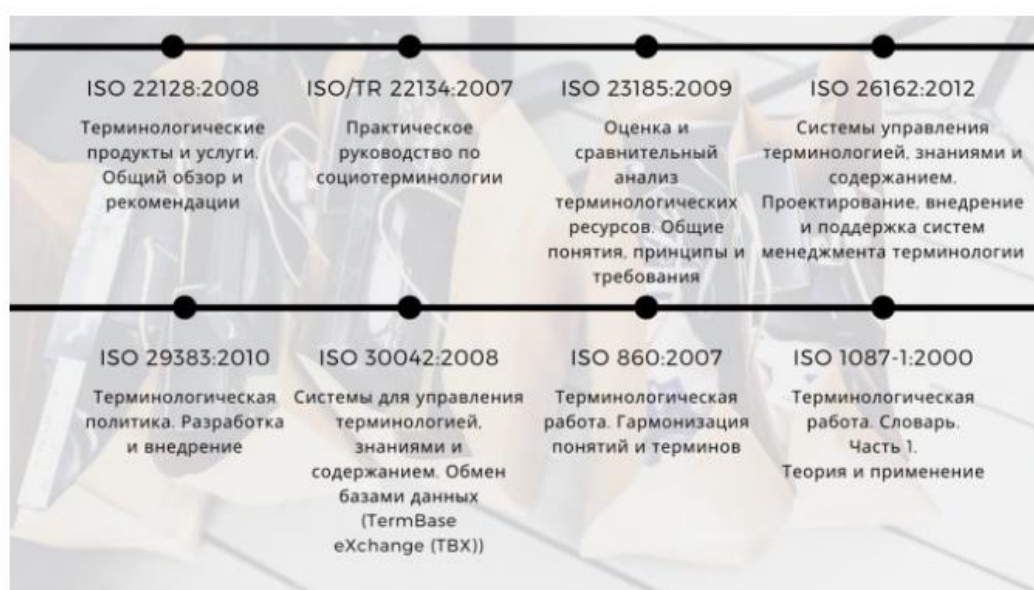 ISO 22128:2008
Терминологические
продукты и услуги.
Общий обзор и
рекомендации
ISO/TR 22134:2007
Практическое
руководство по
социотерминологии
ISO 23185:2009
Оценка и
сравнительный
анализ
терминологических
ресурсов. Общие
понятия, принципы и
требования
ISO 26162:2012
Системы управления
терминологией, знаниями и
содержанием.
Проектирование, внедрение
и поддержка систем
менеджмента терминологии
ISO 29383:2010
Терминологическая
политика. Разработка
и внедрение
ISO 30042:2008
Системы для управления
терминологией,
знаниями и
содержанием. Обмен
базами данных
(TermBase
eXchange (TBX))
ISO 860:2007
Терминологическая
работа. Гармонизация
понятий и терминов
ISO 1087-1:2000
Терминологическая
работа. Словарь.
Часть 1.
Теория и применение